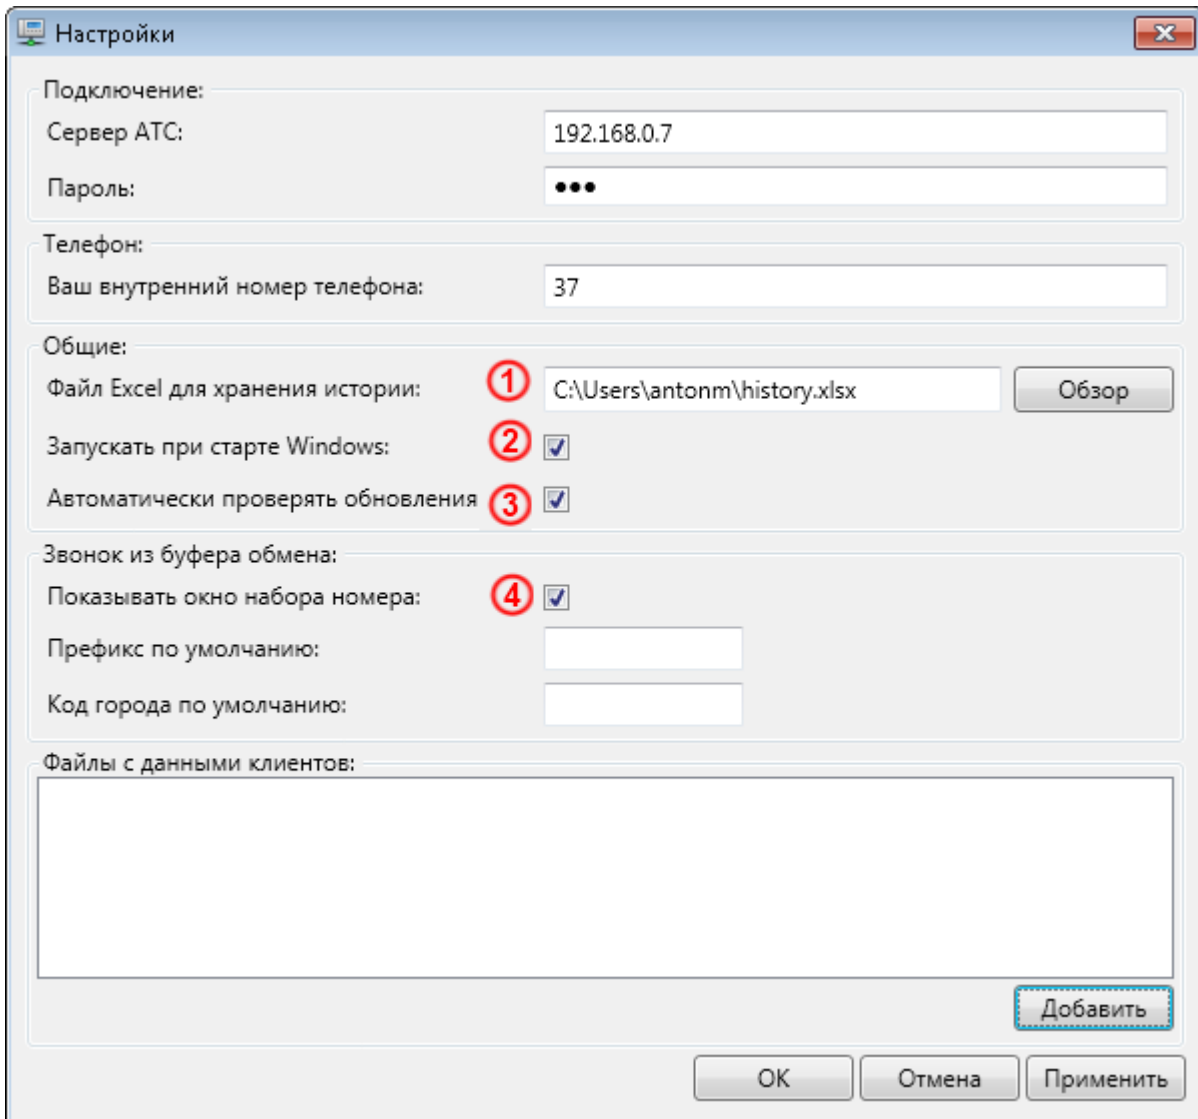 Настройки
Подключение:
Сервер АТС: 192.168.0.7
Пароль: ●●●
Телефон:
Ваш внутренний номер телефона: 37
Общие:
Файл Excel для хранения истории: 1 C:\Users\antonm\history.xlsx Обзор
Запускать при старте Windows: 2
Автоматически проверять обновления 3
Звонок из буфера обмена:
Показывать окно набора номера: 4
Префикс по умолчанию:
Код города по умолчанию:
Файлы с данными клиентов:
Добавить
ОК Отмена Применить